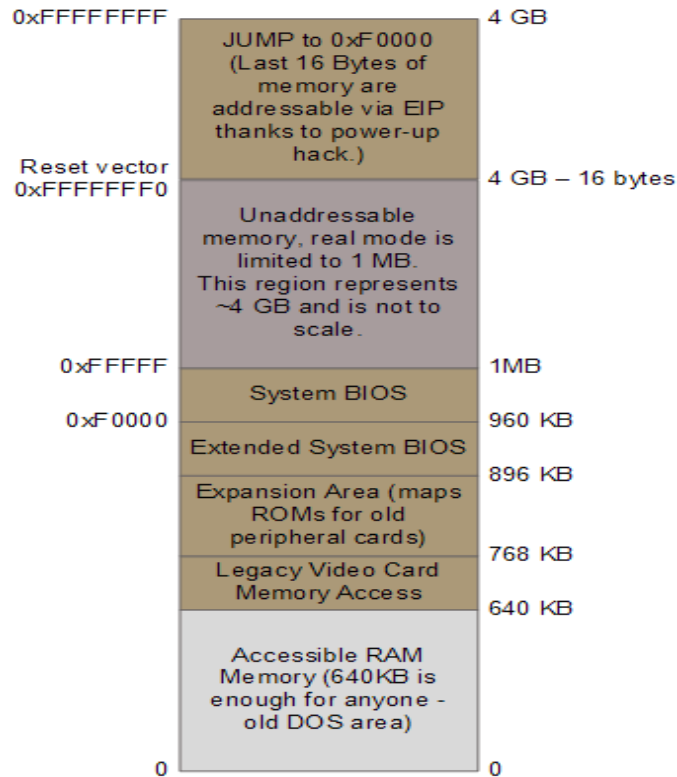 0xFFFFFFFF
4 GB
JUMP to 0xF0000
(Last 16 Bytes of
memory are
addressable via EIP
thanks to power-up
hack.)
Reset vector
0xFFFFFFF0
4 GB – 16 bytes
Unaddressable
memory, real mode is
limited to 1 MB.
This region represents
~4 GB and is not to
scale.
0xFFFFF
1MB
System BIOS
0xF0000
960 KB
Extended System BIOS
896 KB
Expansion Area (maps
ROMs for old
peripheral cards)
768 KB
Legacy Video Card
Memory Access
640 KB
Accessible RAM
Memory (640KB is
enough for anyone -
old DOS area)
0
0